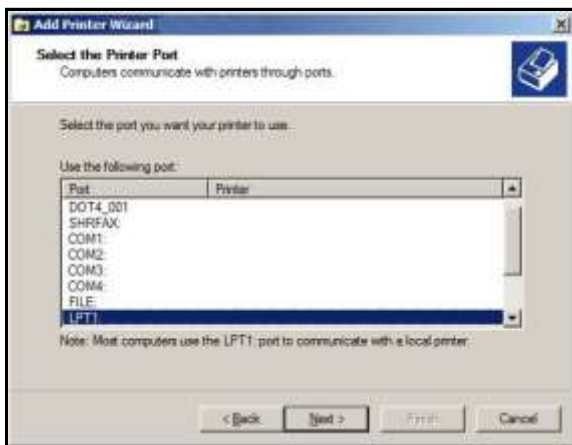 Add Printer Wizard
Select the Printer Port
Computers communicate with printers through ports.
Select the port you want your printer to use.
Use the following port:
Port Printer
DOT4_001
SHRFAX:
COM1:
COM2:
COM3:
COM4:
FILE:
LPT1:
Note: Most computers use the LPT1: port to communicate with a local printer.
< Back Next > Finish Cancel